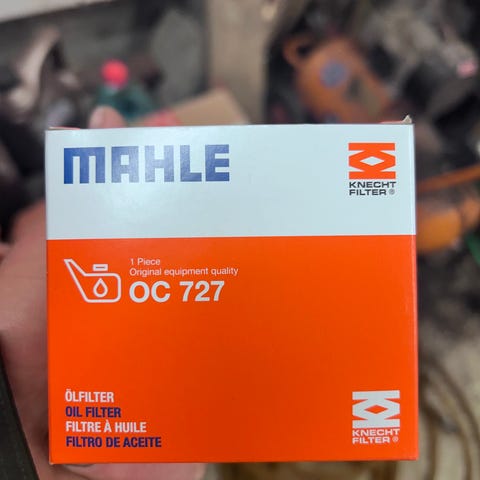 MAHLE
KNECHT
FILTER®
1 Piece
Original equipment quality
OC 727
ÖLFILTER
OIL FILTER
FILTRE À HUILE
FILTRO DE ACEITE
KNECHT
FILTER®